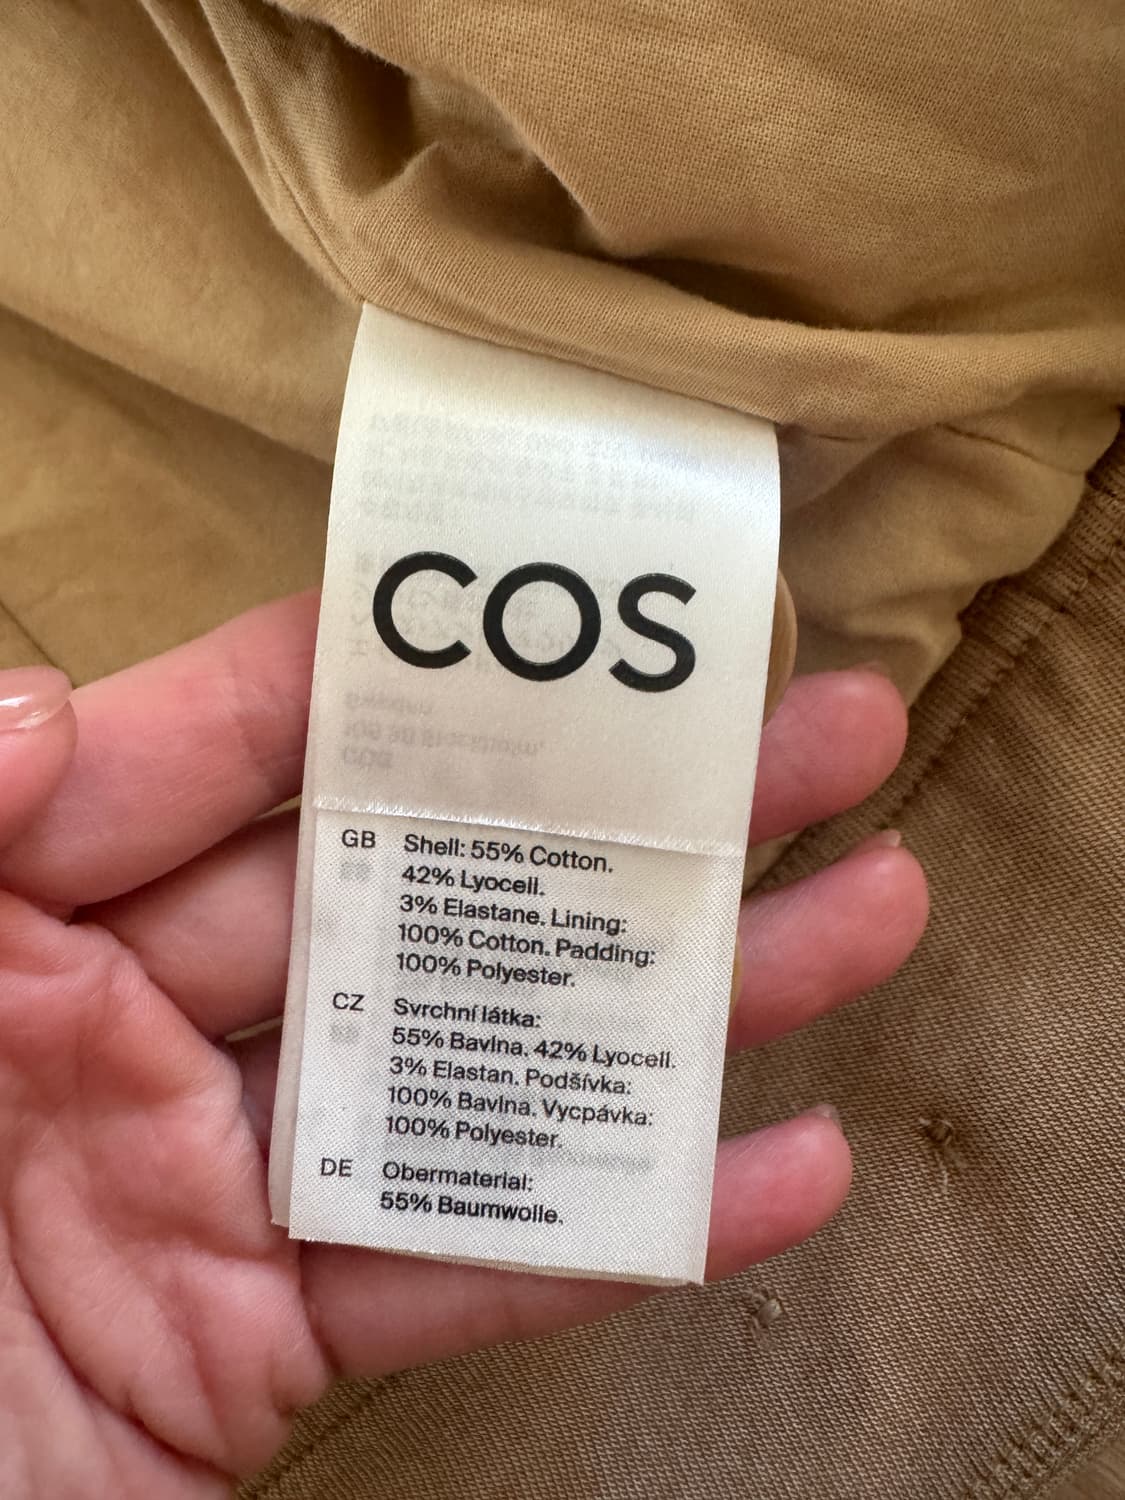 COS
GB Shell: 55% Cotton.
42% Lyocell.
3% Elastane. Lining:
100% Cotton. Padding:
100% Polyester.
CZ Svrchní látka:
55% Bavlna. 42% Lyocell.
3% Elastan. Podšívka:
100% Bavlna. Vycpávka:
100% Polyester.
DE Obermaterial:
55% Baumwolle.